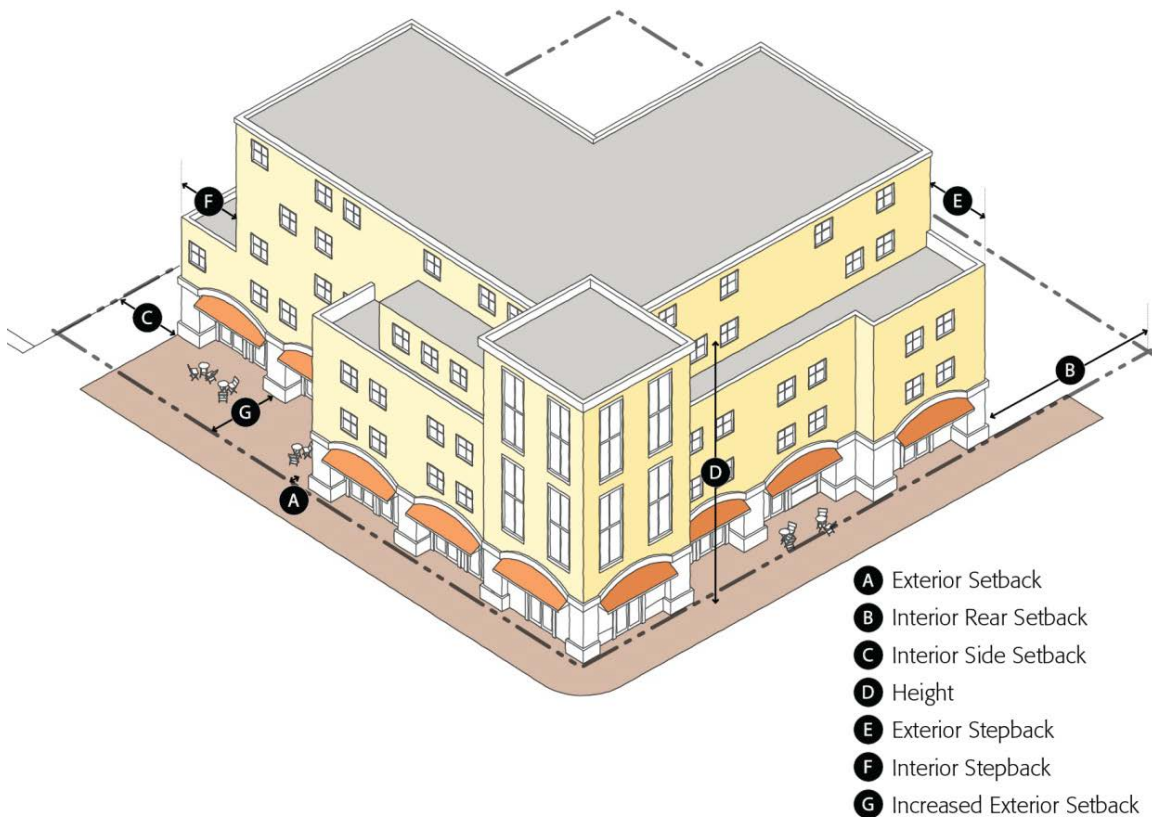 F
E
C
B
G
D
A
A Exterior Setback
B Interior Rear Setback
C Interior Side Setback
D Height
E Exterior Stepback
F Interior Stepback
G Increased Exterior Setback